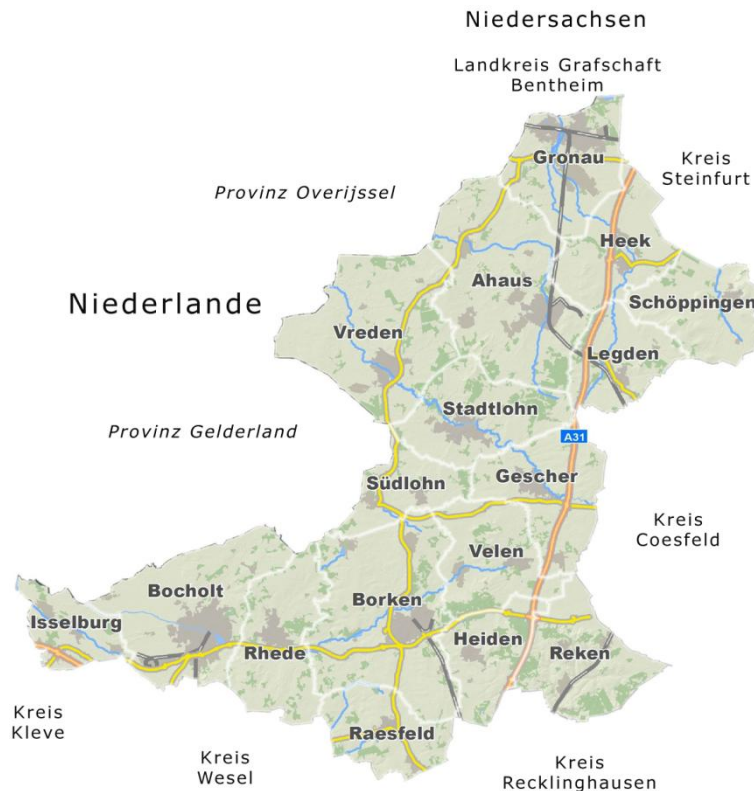 Niedersachsen
Landkreis Grafschaft
Bentheim
Gronau
Kreis
Steinfurt
Provinz Overijssel
Heek
Ahaus
Niederlande
Schöppingen
Vreden
Legden
Stadtlohn
Provinz Gelderland
A31
Gescher
Südlohn
Kreis
Coesfeld
Velen
Bocholt
Borken
Isselburg
Heiden
Rhede
Reken
Kreis
Kleve
Raesfeld
Kreis
Wesel
Kreis
Recklinghausen